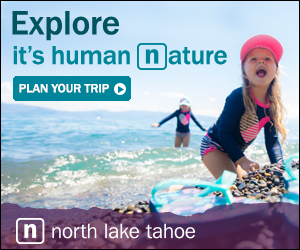 Explore
it's human nature
PLAN YOUR TRIP
n north lake tahoe